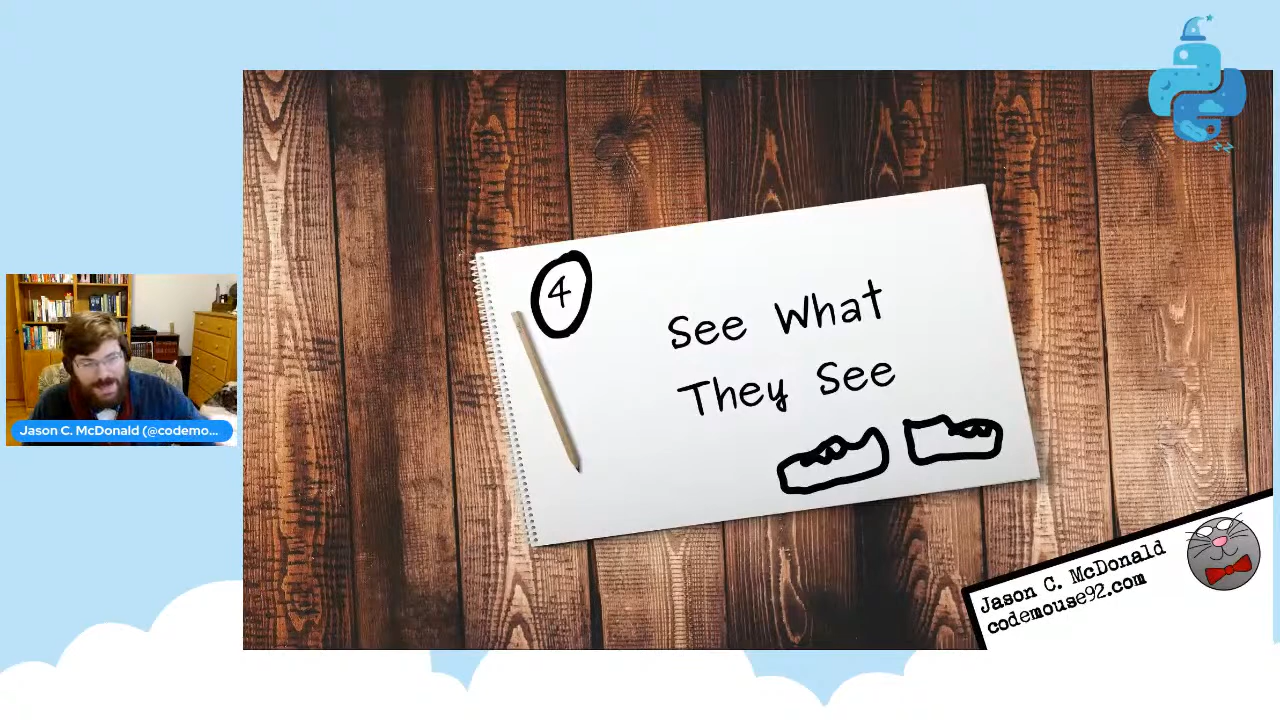 4
See What
They See
Jason C. McDonald (@codemo...
Jason C. McDonald
codemouse92.com